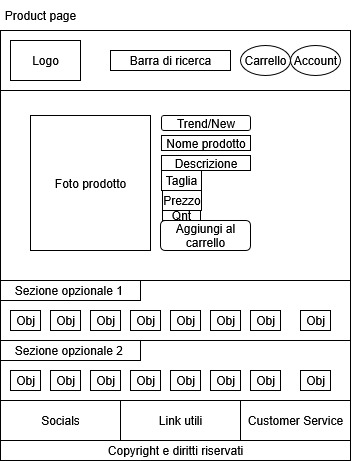 Product page
Logo
Barra di ricerca
Carrello
Account
Foto prodotto
Trend/New
Nome prodotto
Descrizione
Taglia
Prezzo
Qnt
Aggiungi al
carrello
Sezione opzionale 1
Obj Obj Obj Obj Obj Obj Obj Obj
Sezione opzionale 2
Obj Obj Obj Obj Obj Obj Obj Obj
Socials
Link utili
Customer Service
Copyright e diritti riservati